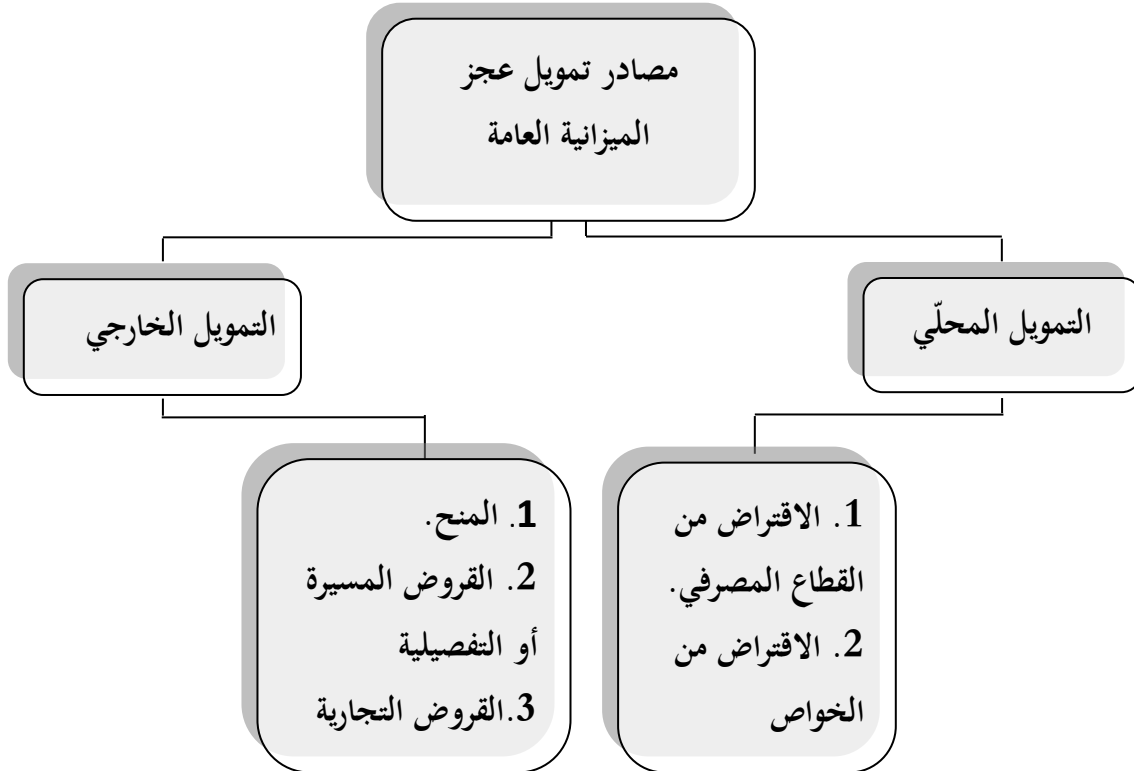 مصادر تمويل عجز
الميزانية العامة
التمويل المحلّي
التمويل الخارجي
1. الاقتراض من
القطاع المصرفي.
2. الاقتراض من
الخواص
1. المنح.
2. القروض المسيرة
أو التفصيلية
3.القروض التجارية